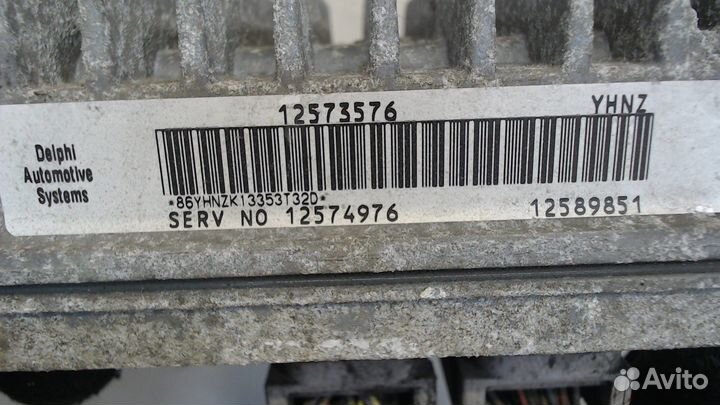 12573576 YHNZ
Delphi
Automotive
Systems
*86YHNZK13353T32D*
SERV NO 12574976 12589851
Avito